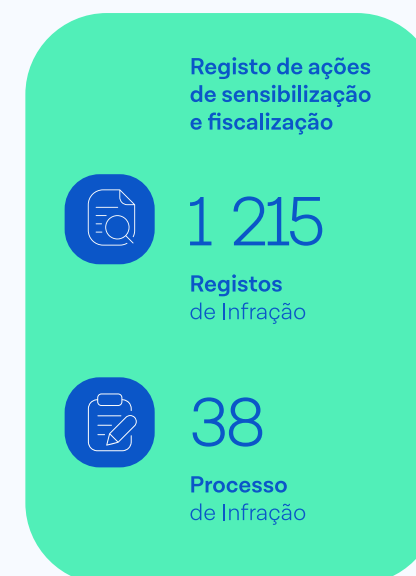 Registo de ações
de sensibilização
e fiscalização
1 215
Registos
de Infração
38
Processo
de Infração